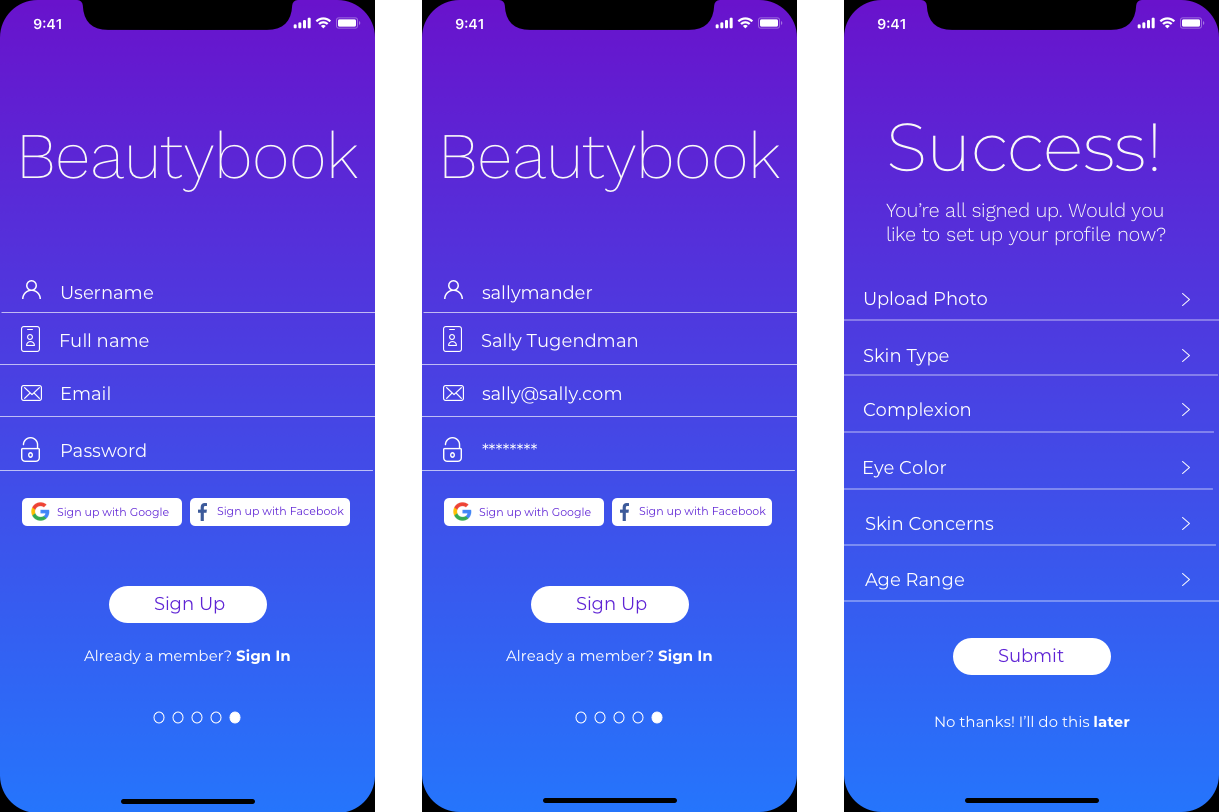 9:41
Beautybook
Username
Full name
Email
Password
Sign up with Google
Sign up with Facebook
Sign Up
Already a member? Sign In
9:41
Beautybook
sallymander
Sally Tugendman
sally@sally.com
********
Sign up with Google
Sign up with Facebook
Sign Up
Already a member? Sign In
9:41
Success!
You’re all signed up. Would you
like to set up your profile now?
Upload Photo
Skin Type
Complexion
Eye Color
Skin Concerns
Age Range
Submit
No thanks! I’ll do this later